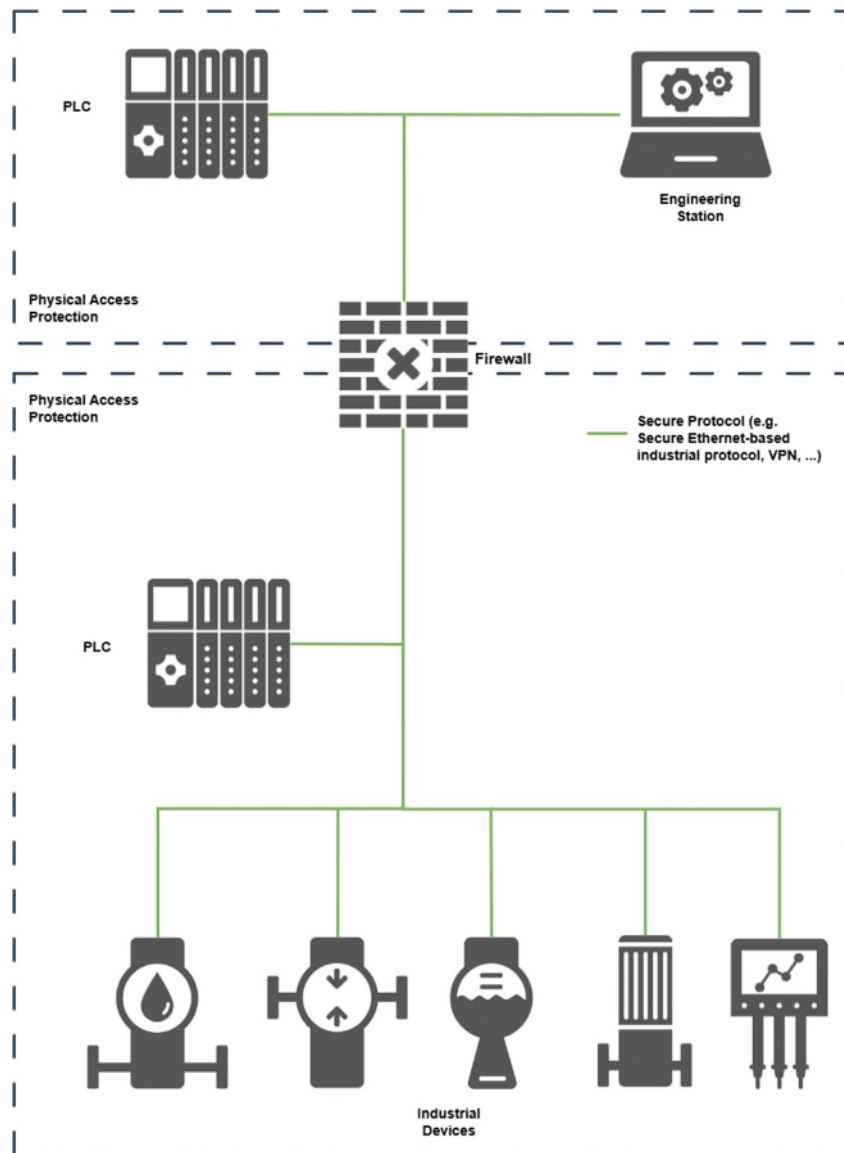 PLC
Engineering
Station
Physical Access
Protection
Firewall
Physical Access
Protection
Secure Protocol (e.g.
Secure Ethernet-based
industrial protocol, VPN, ...)
PLC
Industrial
Devices